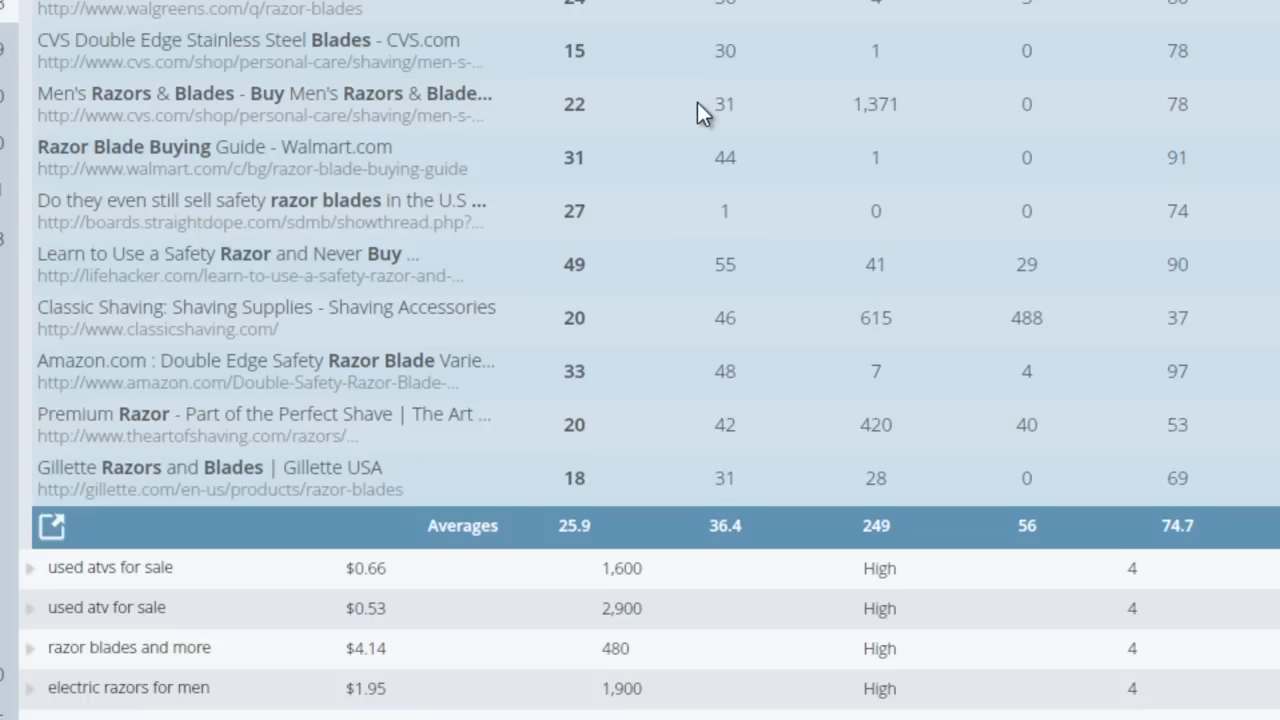 http://www.walgreens.com/q/razor-blades
CVS Double Edge Stainless Steel Blades - CVS.com
http://www.cvs.com/shop/personal-care/shaving/men-s-...
15 30 1 0 78
Men's Razors & Blades - Buy Men's Razors & Blade...
http://www.cvs.com/shop/personal-care/shaving/men-s-...
22 31 1,371 0 78
Razor Blade Buying Guide - Walmart.com
http://www.walmart.com/c/bg/razor-blade-buying-guide
31 44 1 0 91
Do they even still sell safety razor blades in the U.S ...
http://boards.straightdope.com/sdmb/showthread.php?...
27 1 0 0 74
Learn to Use a Safety Razor and Never Buy ...
http://lifehacker.com/learn-to-use-a-safety-razor-and-...
49 55 41 29 90
Classic Shaving: Shaving Supplies - Shaving Accessories
http://www.classicshaving.com/
20 46 615 488 37
Amazon.com : Double Edge Safety Razor Blade Varie...
http://www.amazon.com/Double-Safety-Razor-Blade-...
33 48 7 4 97
Premium Razor - Part of the Perfect Shave | The Art ...
http://www.theartofshaving.com/razors/...
20 42 420 40 53
Gillette Razors and Blades | Gillette USA
http://gillette.com/en-us/products/razor-blades
18 31 28 0 69
Averages 25.9 36.4 249 56 74.7
used atvs for sale $0.66 1,600 High 4
used atv for sale $0.53 2,900 High 4
razor blades and more $4.14 480 High 4
electric razors for men $1.95 1,900 High 4